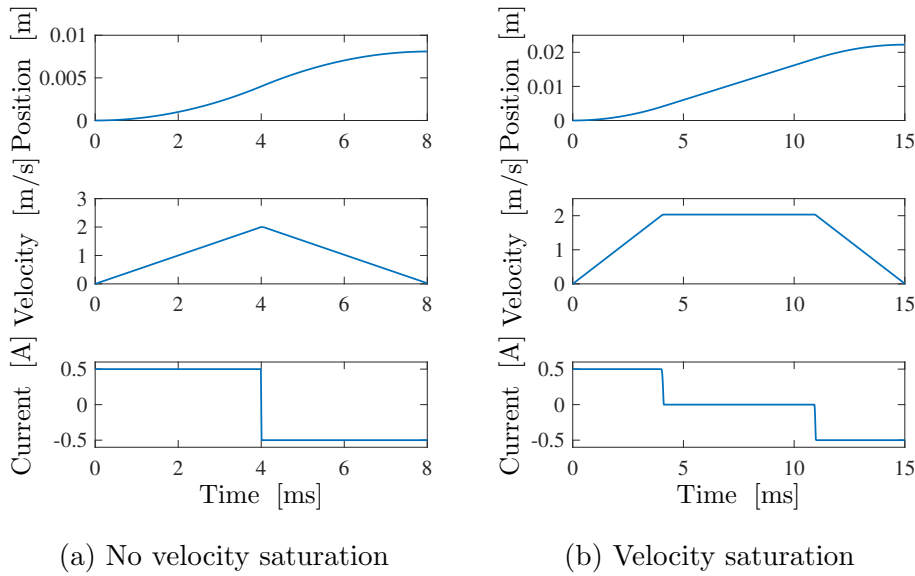 Position [m]
0.01
0.005
0
0 2 4 6 8
Velocity [m/s]
3
2
1
0
0 2 4 6 8
Current [A]
0.5
0
-0.5
0 2 4 6 8
Time [ms]
(a) No velocity saturation
Position [m]
0.02
0.01
0
0 5 10 15
Velocity [m/s]
2
1
0
0 5 10 15
Current [A]
0.5
0
-0.5
0 5 10 15
Time [ms]
(b) Velocity saturation